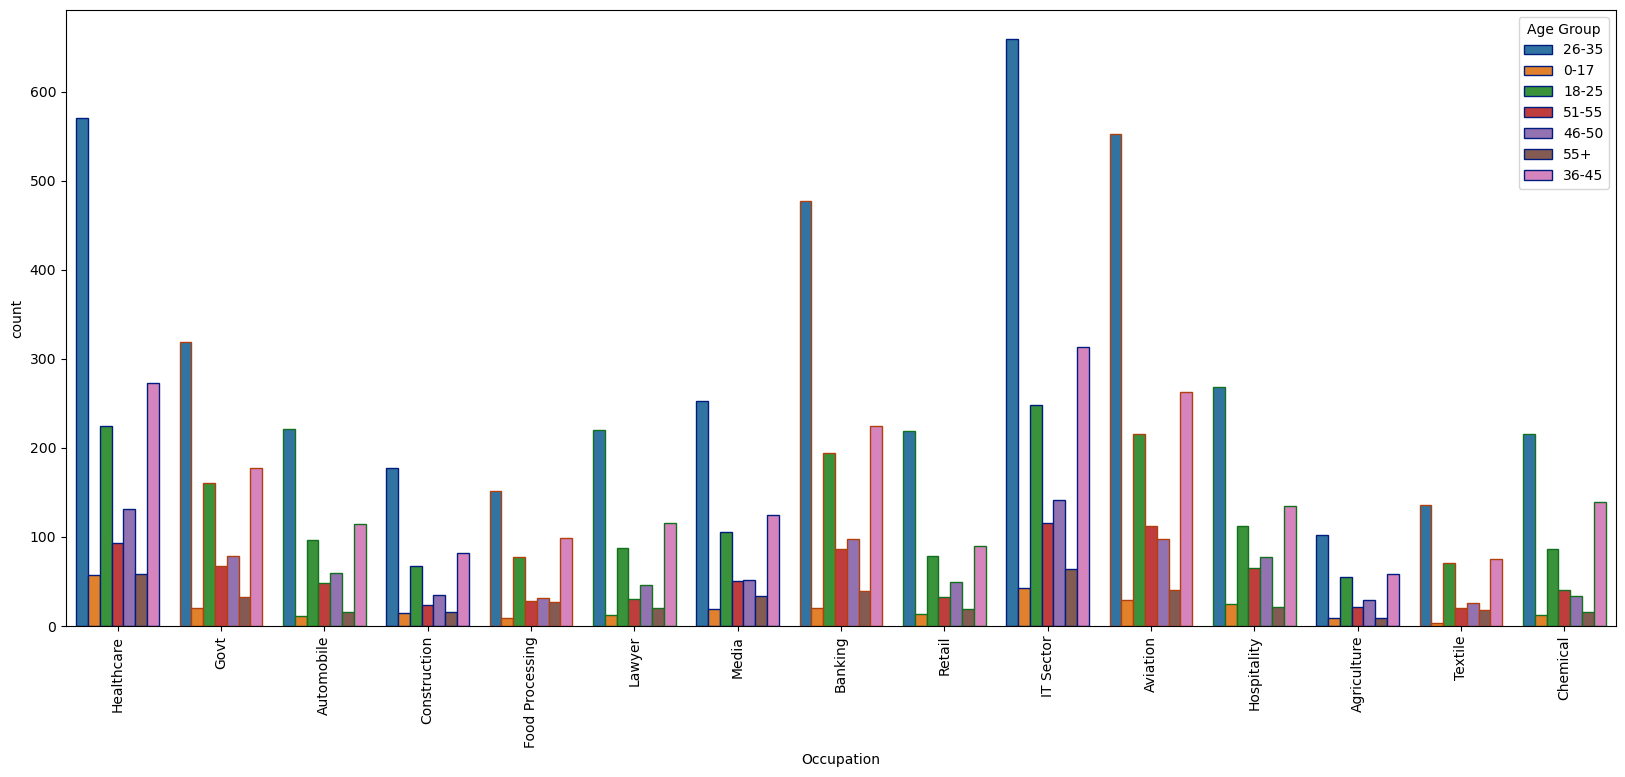 Age Group
26-35
0-17
18-25
51-55
46-50
55+
36-45
count
600
500
400
300
200
100
0
Healthcare
Govt
Automobile
Construction
Food Processing
Lawyer
Media
Banking
Retail
IT Sector
Aviation
Hospitality
Agriculture
Textile
Chemical
Occupation